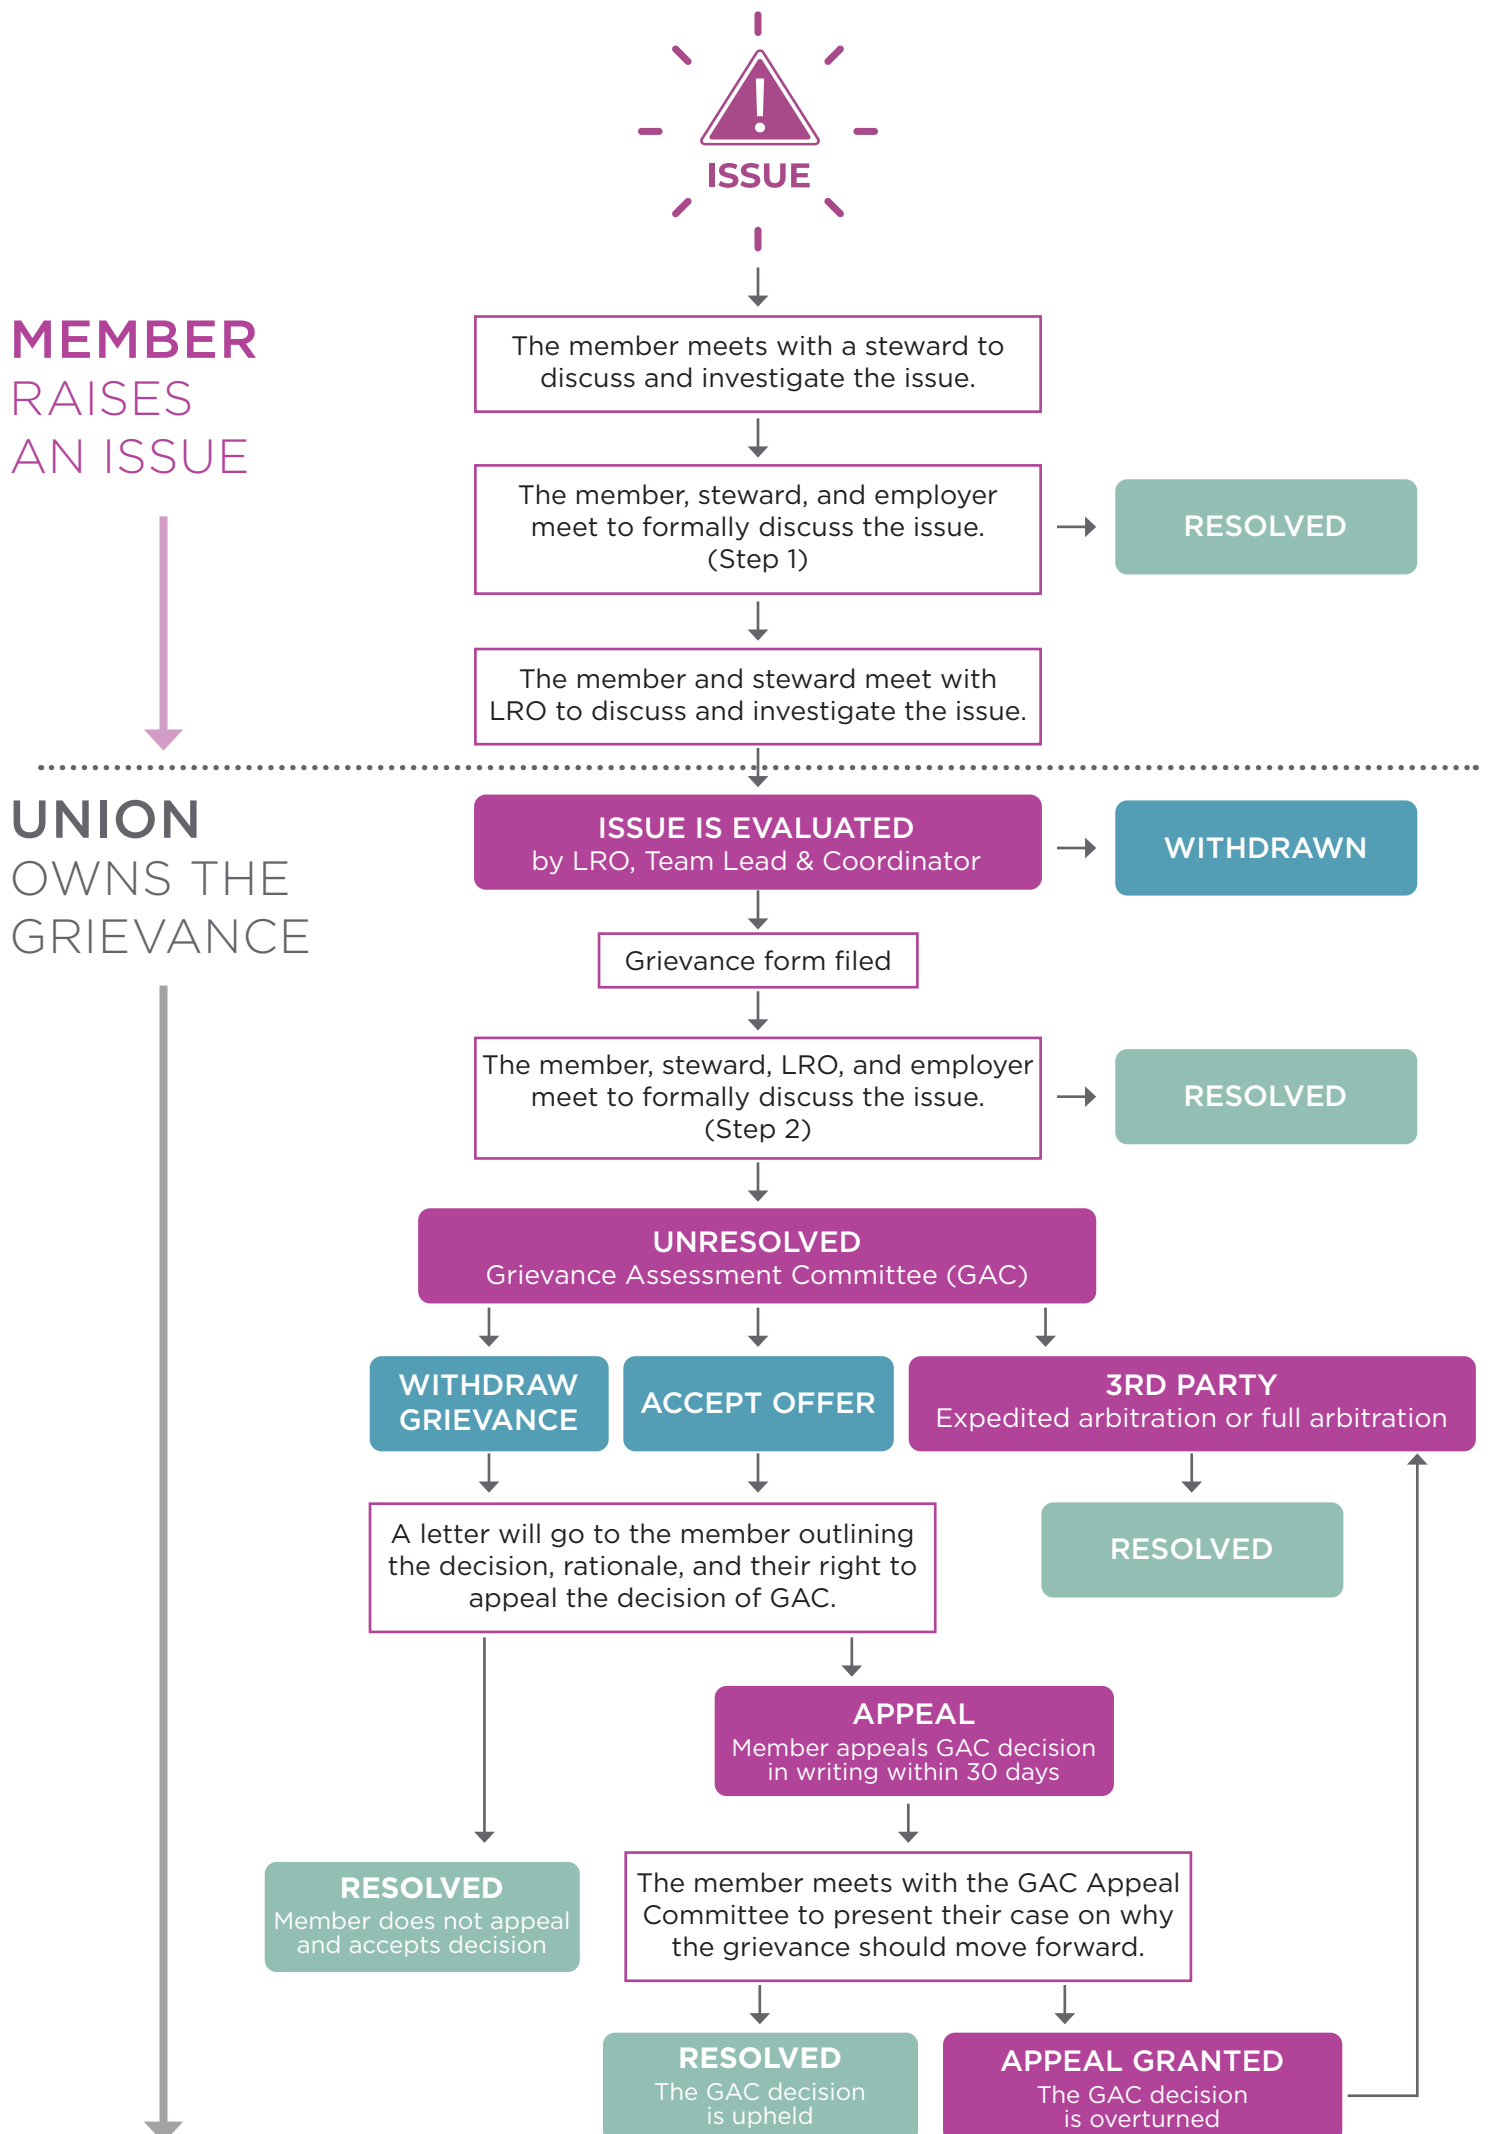 !
ISSUE
MEMBER
RAISES
AN ISSUE
The member meets with a steward to
discuss and investigate the issue.
The member, steward, and employer
meet to formally discuss the issue.
(Step 1)
RESOLVED
The member and steward meet with
LRO to discuss and investigate the issue.
UNION
OWNS THE
GRIEVANCE
ISSUE IS EVALUATED
by LRO, Team Lead & Coordinator
WITHDRAWN
Grievance form filed
The member, steward, LRO, and employer
meet to formally discuss the issue.
(Step 2)
RESOLVED
UNRESOLVED
Grievance Assessment Committee (GAC)
WITHDRAW
GRIEVANCE
ACCEPT OFFER
3RD PARTY
Expedited arbitration or full arbitration
A letter will go to the member outlining
the decision, rationale, and their right to
appeal the decision of GAC.
RESOLVED
APPEAL
Member appeals GAC decision
in writing within 30 days
RESOLVED
Member does not appeal
and accepts decision
The member meets with the GAC Appeal
Committee to present their case on why
the grievance should move forward.
RESOLVED
The GAC decision
is upheld
APPEAL GRANTED
The GAC decision
is overturned